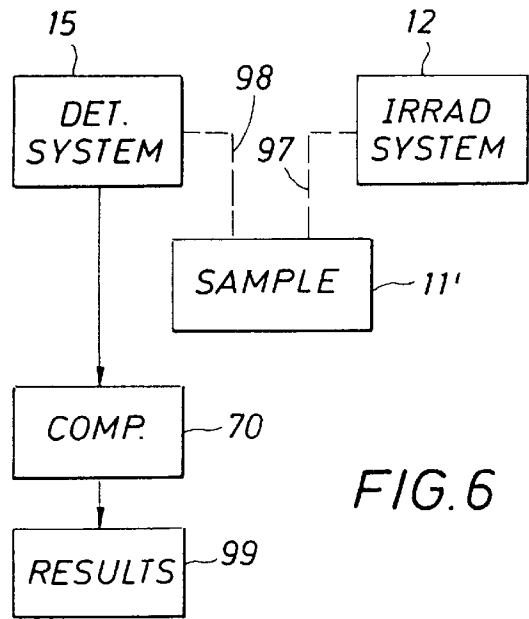 15
12
98
DET.
SYSTEM
IRRAD
SYSTEM
97
SAMPLE
11'
COMP.
70
FIG.6
RESULTS
99